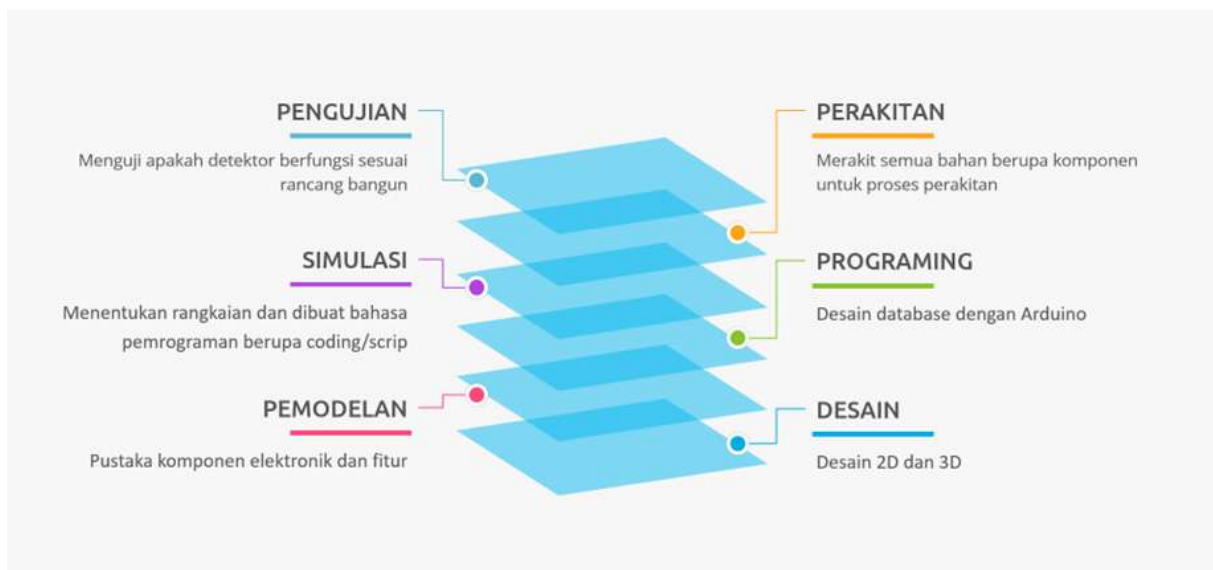 PENGUJIAN
Menguji apakah detektor berfungsi sesuai
rancang bangun
PERAKITAN
Merakit semua bahan berupa komponen
untuk proses perakitan
SIMULASI
Menentukan rangkaian dan dibuat bahasa
pemrograman berupa coding/scrip
PROGRAMING
Desain database dengan Arduino
PEMODELAN
Pustaka komponen elektronik dan fitur
DESAIN
Desain 2D dan 3D